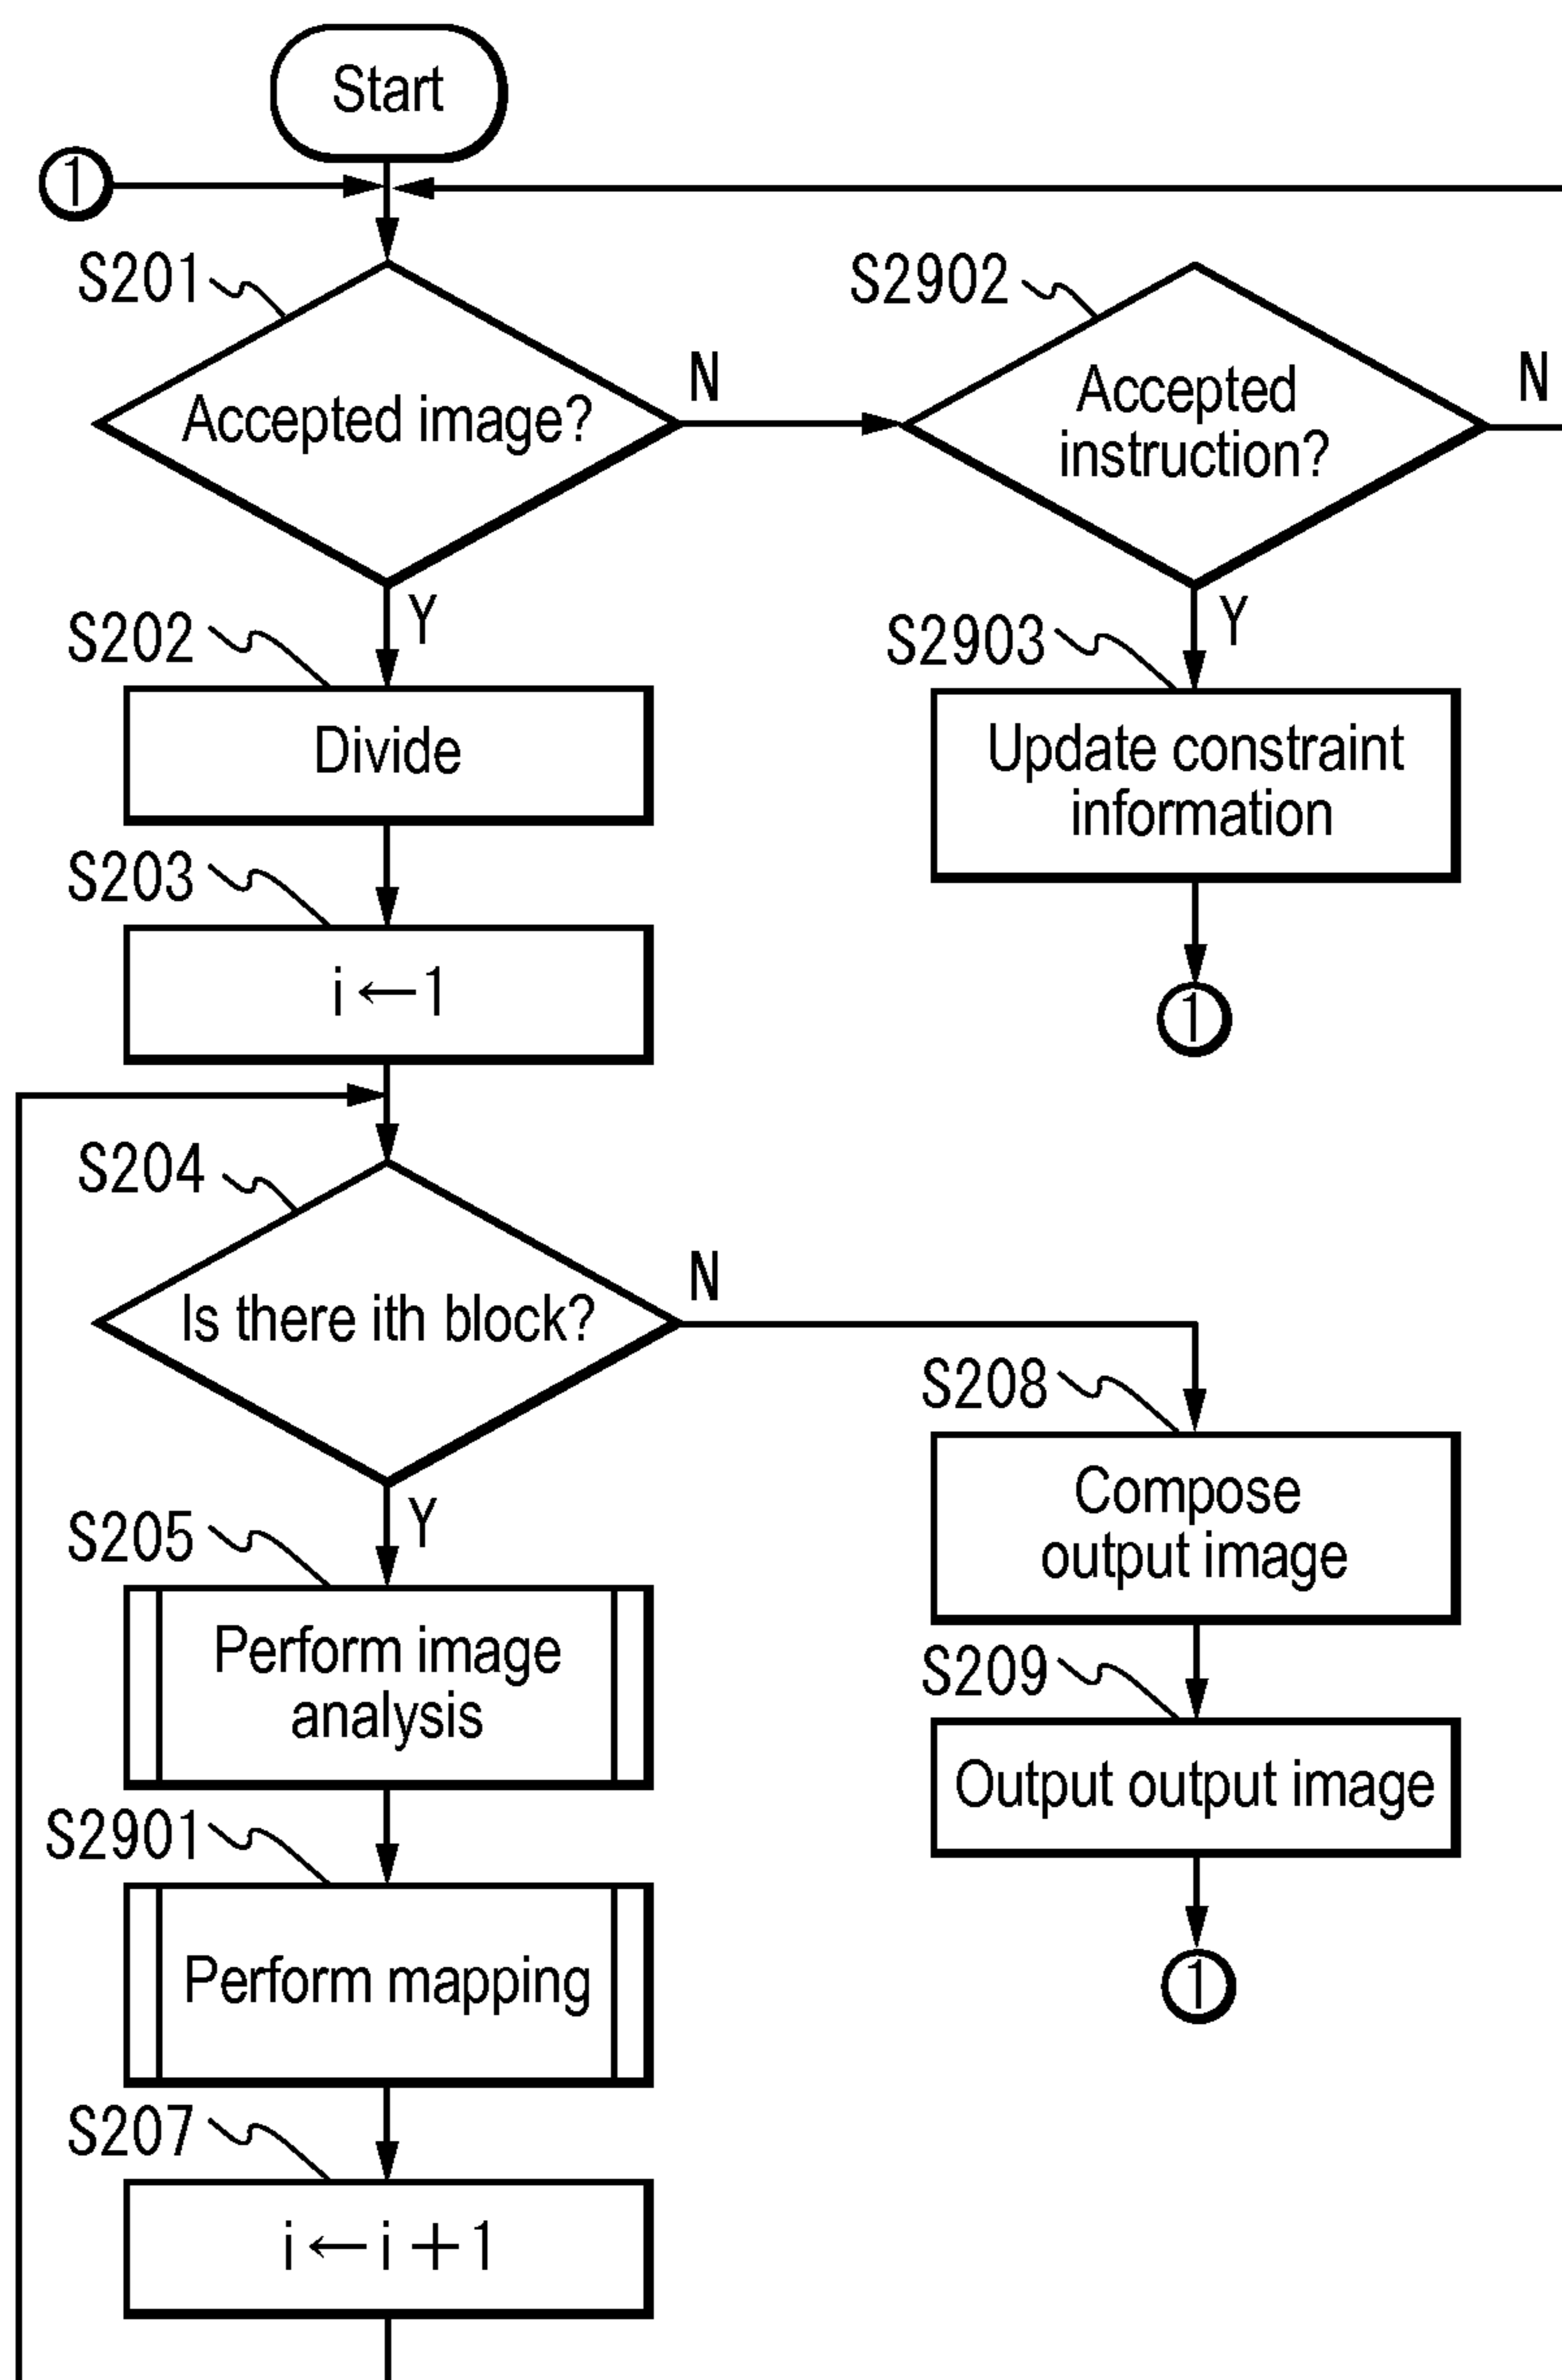 Start
1
S201
Accepted image?
N
Y
S2902
Accepted
instruction?
N
Y
S202
Divide
S2903
Update constraint
information
1
S203
i←1
S204
Is there ith block?
N
Y
S205
Perform image
analysis
S2901
Perform mapping
S207
i←i+1
S208
Compose
output image
S209
Output output image
1